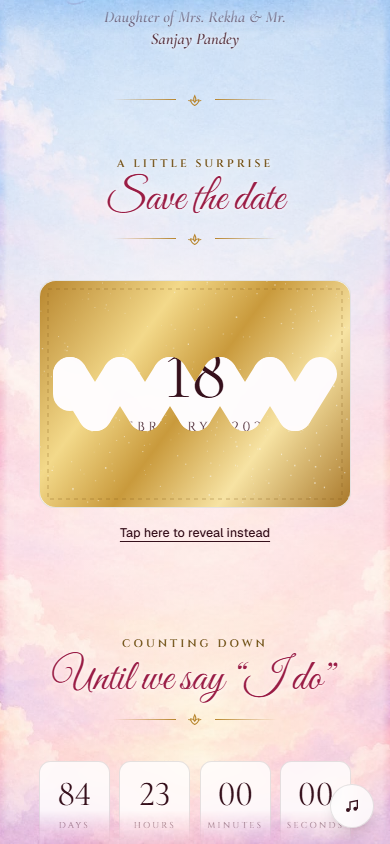 Daughter of Mrs. Rekha & Mr.
Sanjay Pandey
A LITTLE SURPRISE
Save the date
18
Tap here to reveal instead
COUNTING DOWN
Until we say “I do”
84 23 00 00
DAYS HOURS MINUTES SECONDS